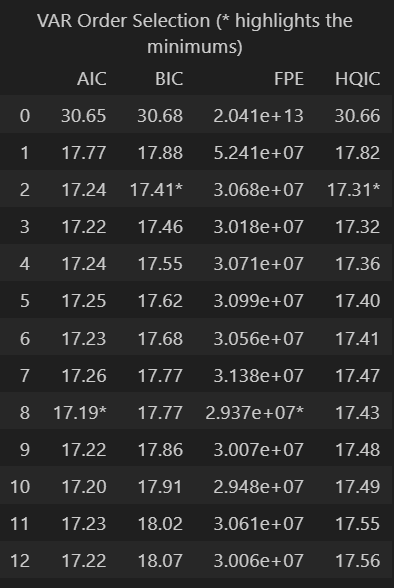 VAR Order Selection (* highlights the
minimums)
AIC BIC FPE HQIC
0 30.65 30.68 2.041e+13 30.66
1 17.77 17.88 5.241e+07 17.82
2 17.24 17.41* 3.068e+07 17.31*
3 17.22 17.46 3.018e+07 17.32
4 17.24 17.55 3.071e+07 17.36
5 17.25 17.62 3.099e+07 17.40
6 17.23 17.68 3.056e+07 17.41
7 17.26 17.77 3.138e+07 17.47
8 17.19* 17.77 2.937e+07* 17.43
9 17.22 17.86 3.007e+07 17.48
10 17.20 17.91 2.948e+07 17.49
11 17.23 18.02 3.061e+07 17.55
12 17.22 18.07 3.006e+07 17.56